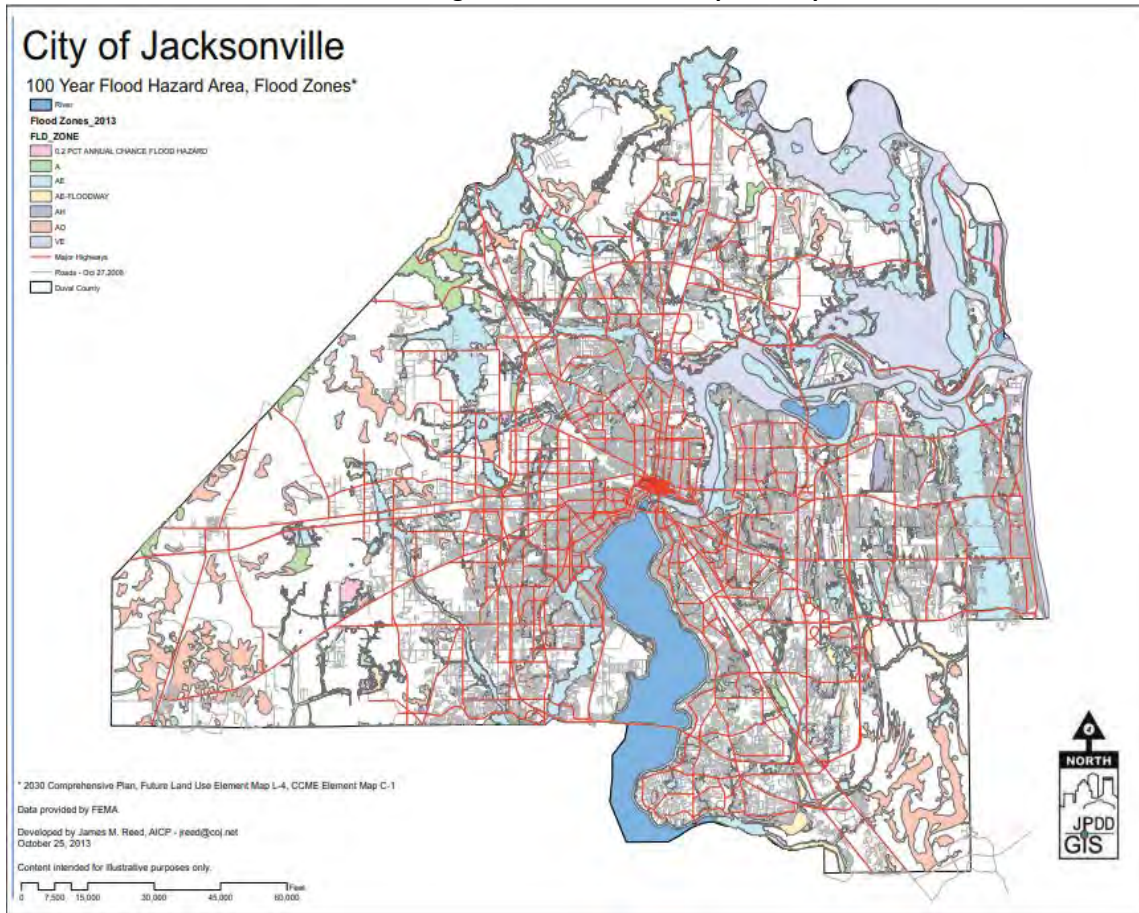 City of Jacksonville
100 Year Flood Hazard Area, Flood Zones*
River
Flood Zones_2013
FLD_ZONE
0.2 PCT ANNUAL CHANCE FLOOD HAZARD
A
AE
AE-FLOODWAY
AH
AO
VE
Major Highways
Roads - Oct 27,2009
Duval County
* 2030 Comprehensive Plan, Future Land Use Element Map L-4, CCME Element Map C-1
Data provided by FEMA
Developed by James M. Reed, AICP - jreed@coj.net
October 25, 2013
Content intended for illustrative purposes only.
Feet
0 7,500 15,000 30,000 45,000 60,000
NORTH
JPDD
GIS